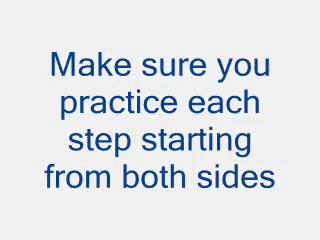 Make sure you
practice each
step starting
from both sides